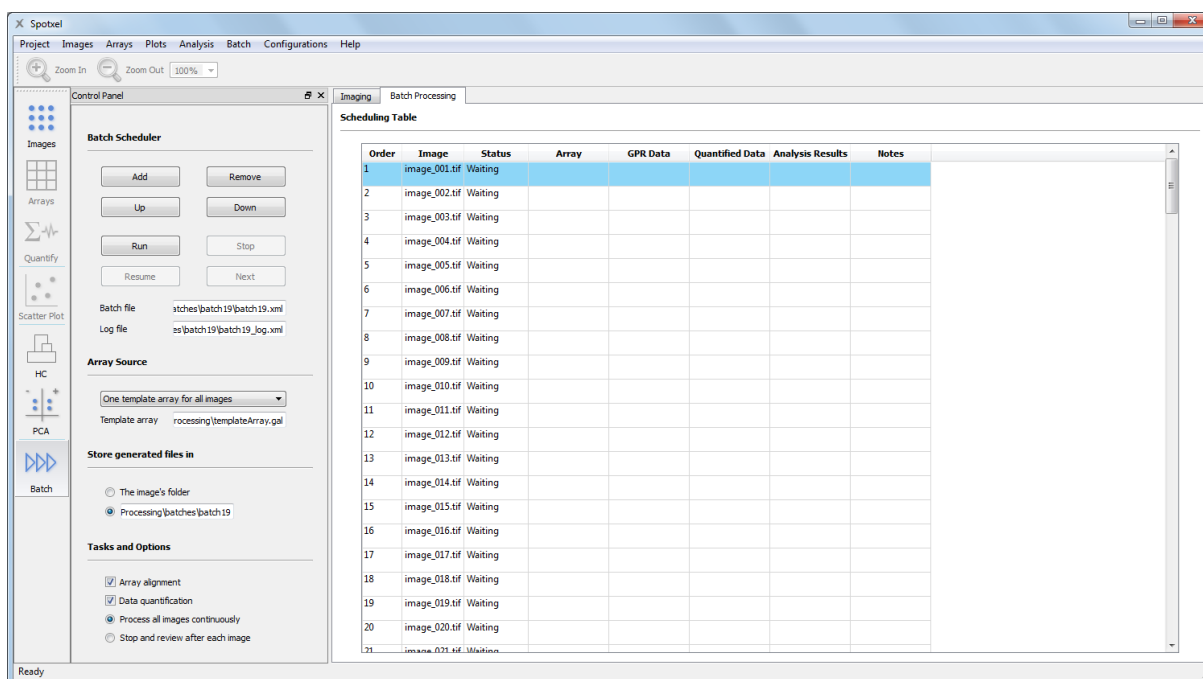 Spotxel
Project Images Arrays Plots Analysis Batch Configurations Help
Zoom In Zoom Out 100%
Images
Arrays
Quantify
Scatter Plot
HC
PCA
Batch
Control Panel
Batch Scheduler
Add Remove
Up Down
Run Stop
Resume Next
Batch file atches\batch19\batch19.xml
Log file es\batch19\batch19_log.xml
Array Source
One template array for all images
Template array rocessing\templateArray.gal
Store generated files in
The image's folder
Processing\batches\batch19
Tasks and Options
Array alignment
Data quantification
Process all images continuously
Stop and review after each image
Imaging Batch Processing
Scheduling Table
Order Image Status Array GPR Data Quantified Data Analysis Results Notes
1 image_001.tif Waiting
2 image_002.tif Waiting
3 image_003.tif Waiting
4 image_004.tif Waiting
5 image_005.tif Waiting
6 image_006.tif Waiting
7 image_007.tif Waiting
8 image_008.tif Waiting
9 image_009.tif Waiting
10 image_010.tif Waiting
11 image_011.tif Waiting
12 image_012.tif Waiting
13 image_013.tif Waiting
14 image_014.tif Waiting
15 image_015.tif Waiting
16 image_016.tif Waiting
17 image_017.tif Waiting
18 image_018.tif Waiting
19 image_019.tif Waiting
20 image_020.tif Waiting
21 image_021.tif Waiting
Ready